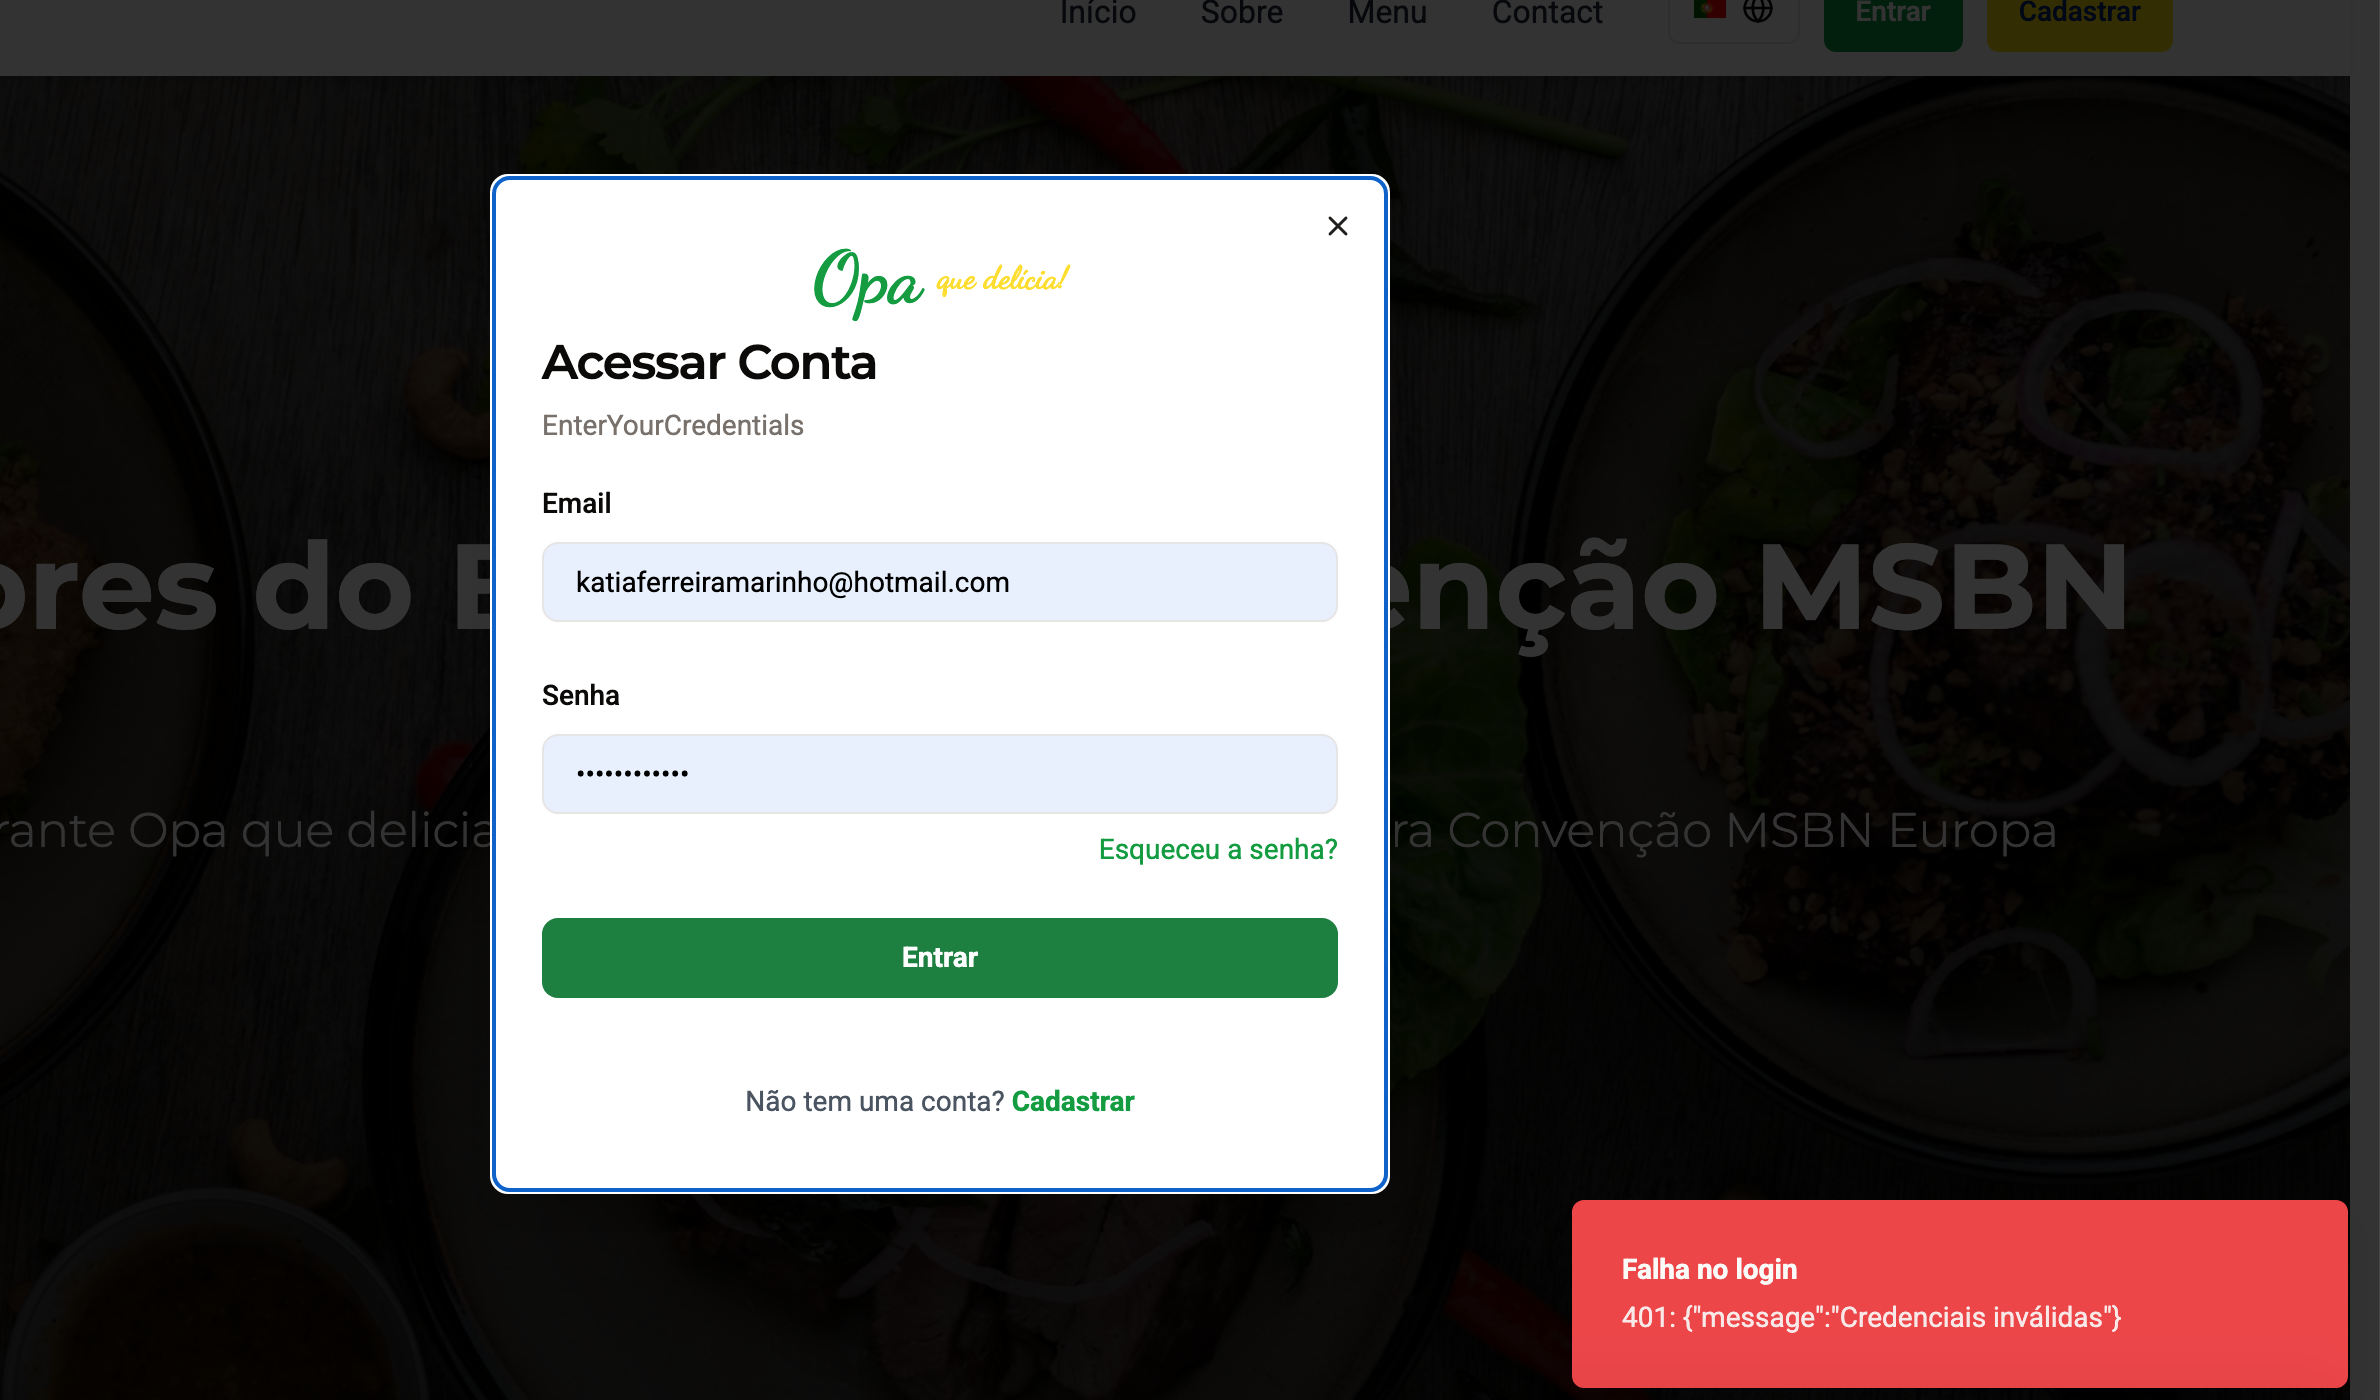 Início Sobre Menu Contact Entrar Cadastrar
Opa que delícia!
Acessar Conta
EnterYourCredentials
Email
katiaferreiramarinho@hotmail.com
ores do E enção MSBN
Senha
••••••••••••
rante Opa que delicia ra Convenção MSBN Europa
Esqueceu a senha?
Entrar
Não tem uma conta? Cadastrar
Falha no login
401: {"message":"Credenciais inválidas"}